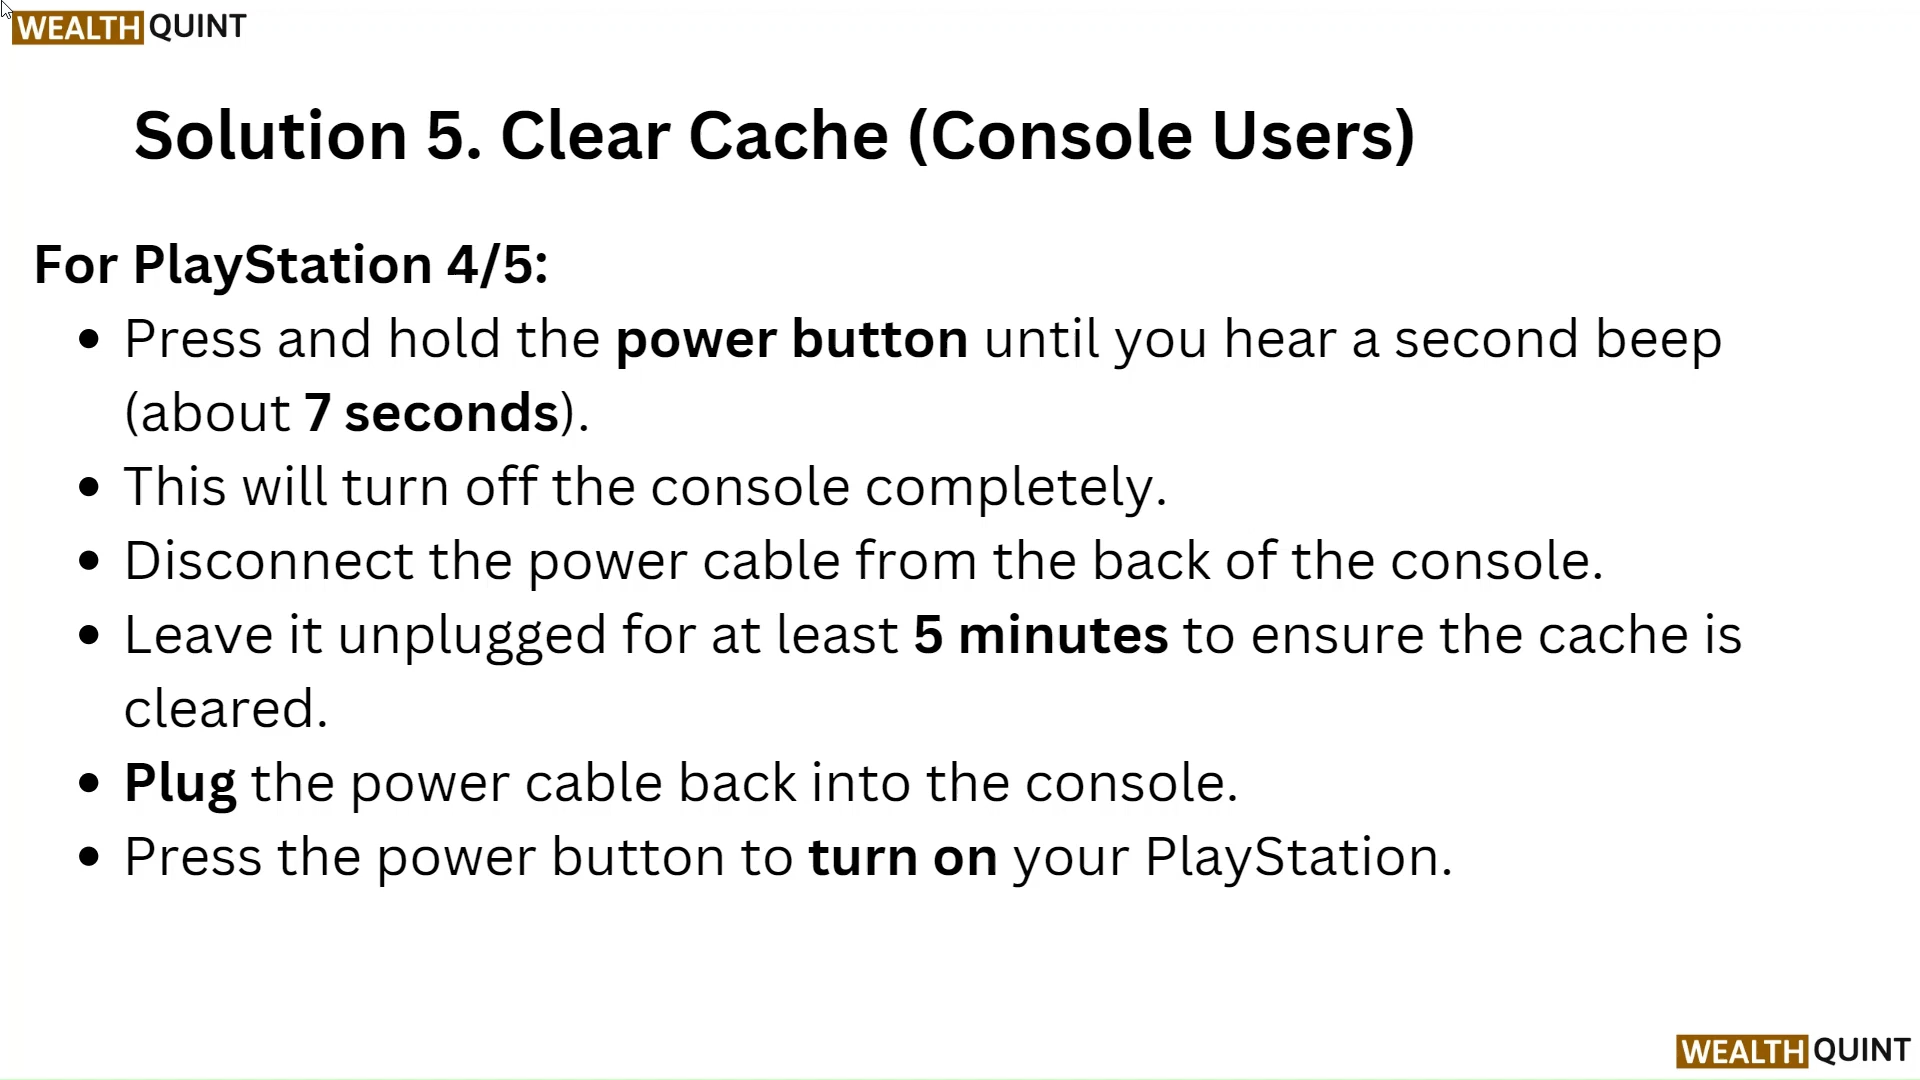 WEALTH QUINT
Solution 5. Clear Cache (Console Users)
For PlayStation 4/5:
• Press and hold the power button until you hear a second beep
(about 7 seconds).
• This will turn off the console completely.
• Disconnect the power cable from the back of the console.
• Leave it unplugged for at least 5 minutes to ensure the cache is
cleared.
• Plug the power cable back into the console.
• Press the power button to turn on your PlayStation.
WEALTH QUINT